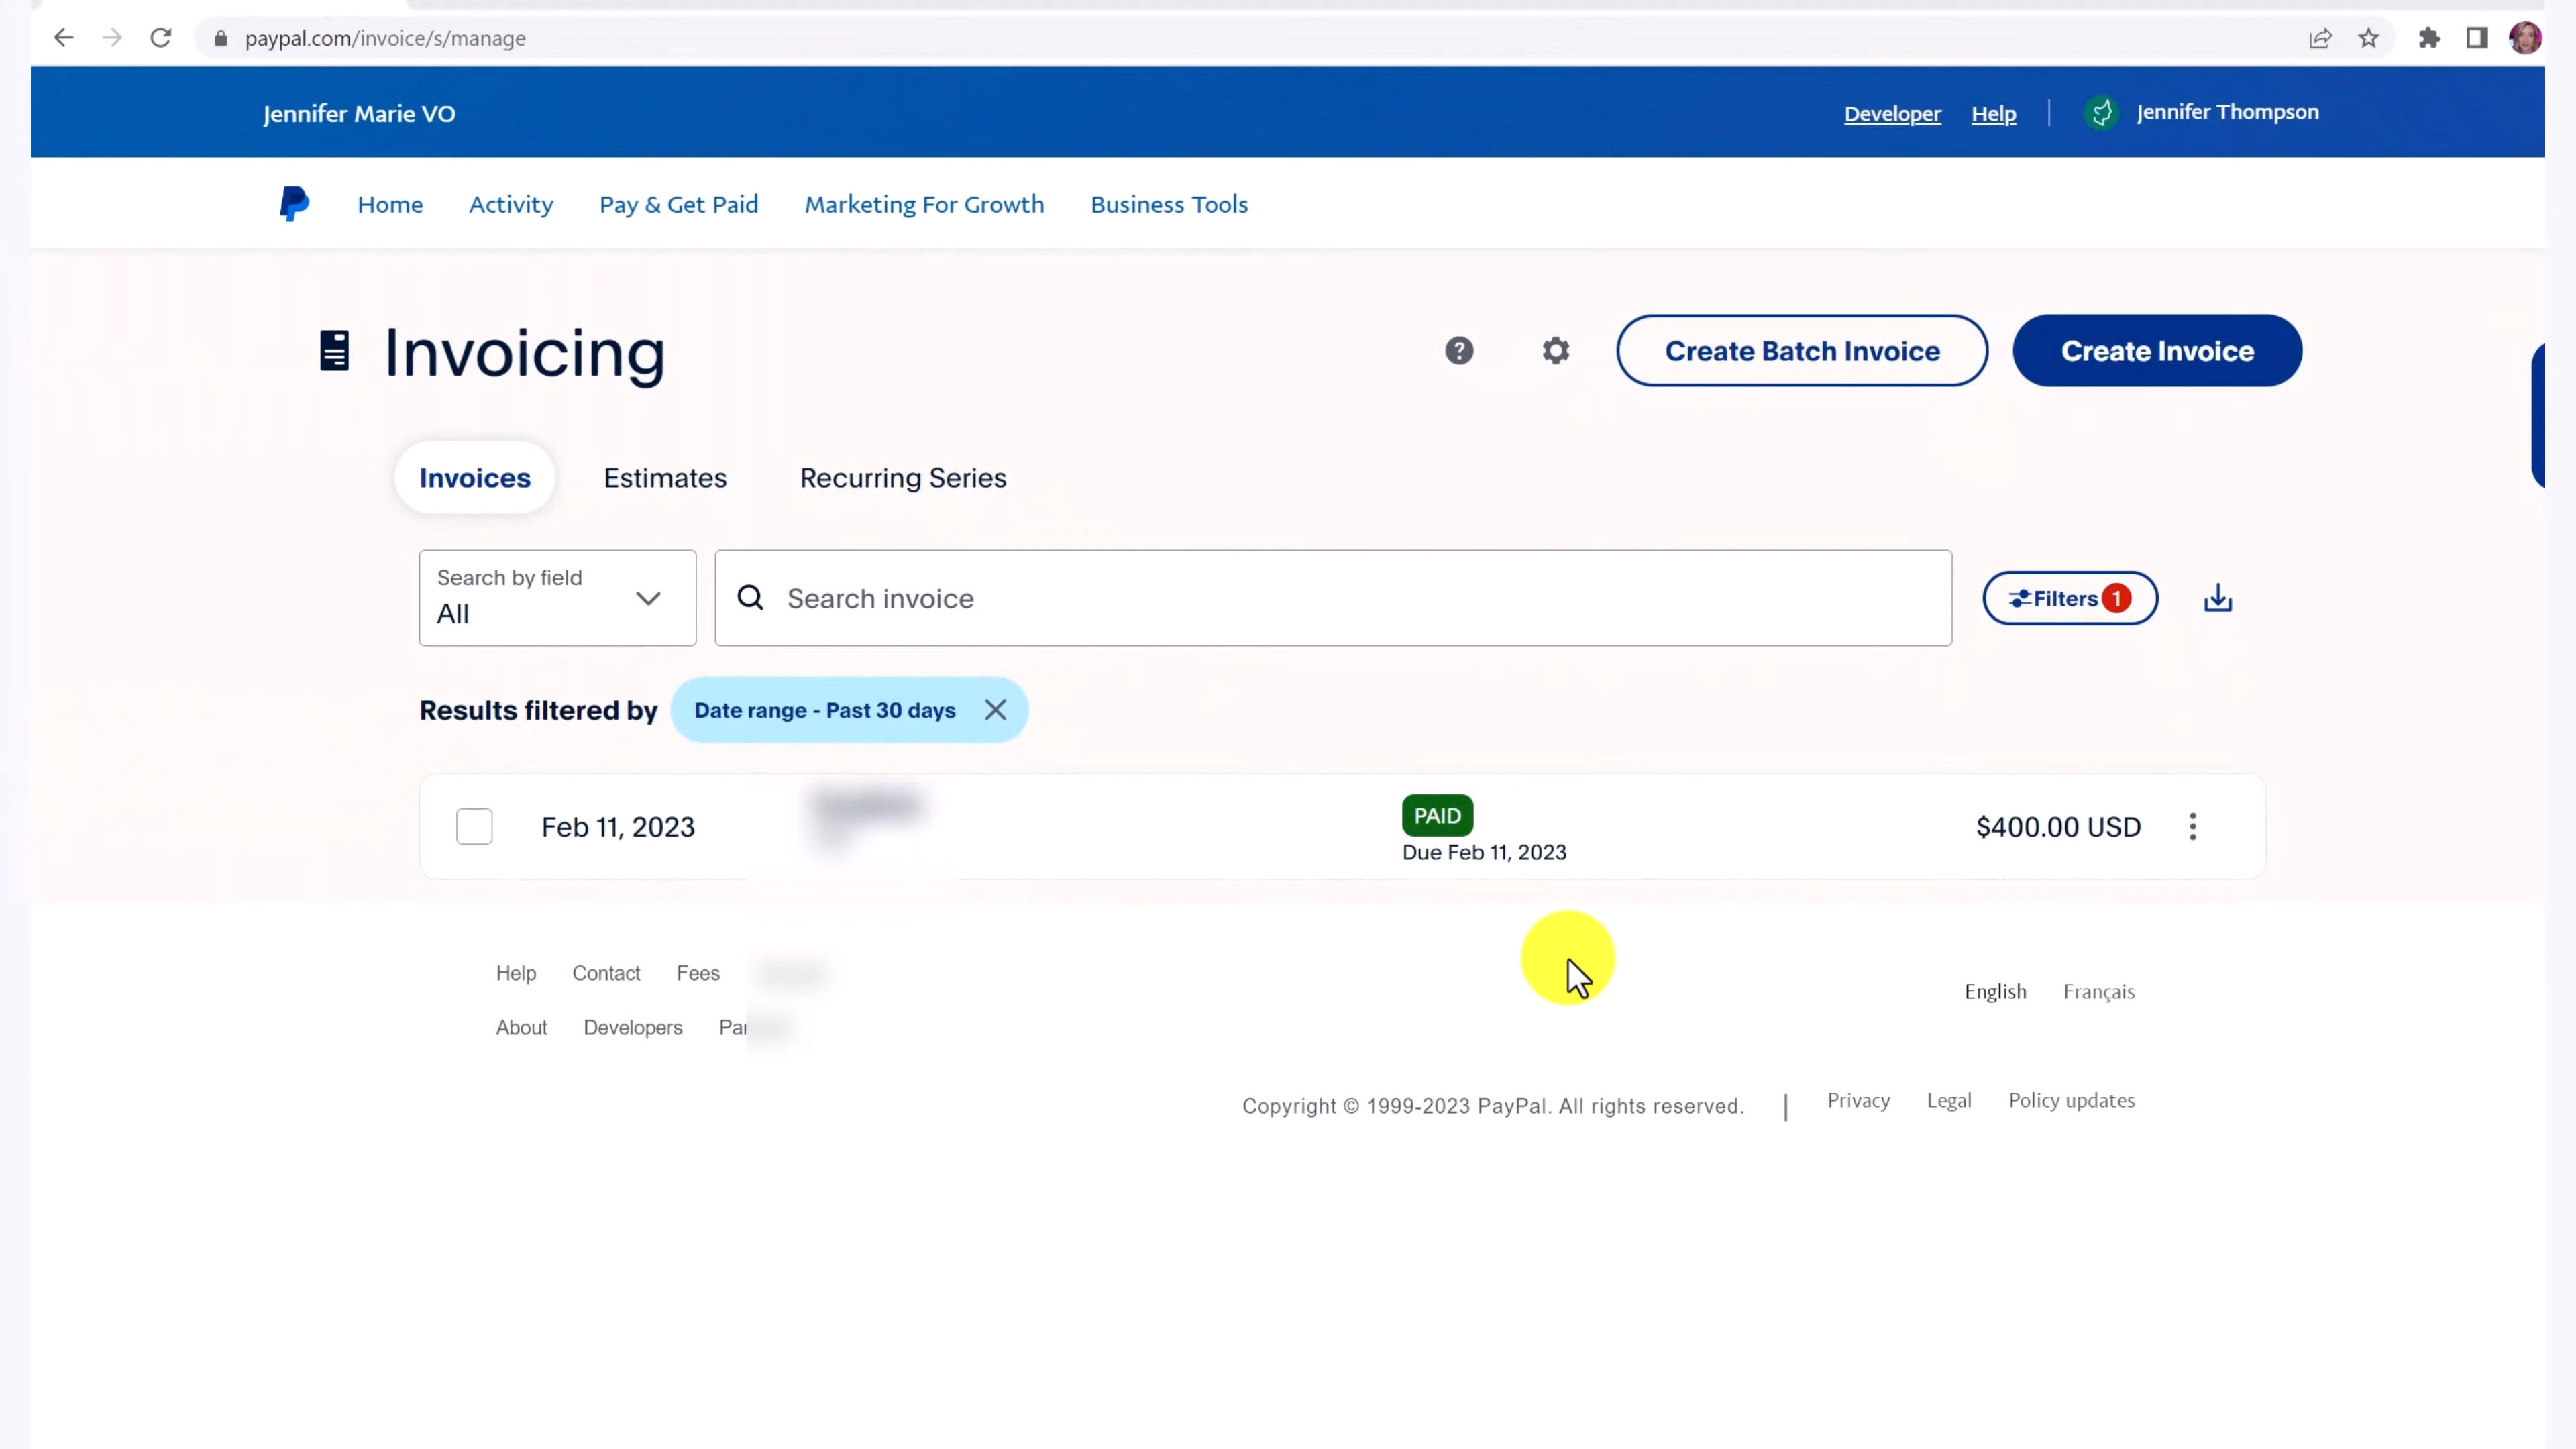 paypal.com/invoice/s/manage
Jennifer Marie VO
Developer Help Jennifer Thompson
Home Activity Pay & Get Paid Marketing For Growth Business Tools
Invoicing
Create Batch Invoice Create Invoice
Invoices Estimates Recurring Series
Search by field
All
Search invoice
Filters 1
Results filtered by Date range - Past 30 days
Feb 11, 2023
PAID
Due Feb 11, 2023
$400.00 USD
Help Contact Fees
English Français
About Developers
Copyright © 1999-2023 PayPal. All rights reserved. | Privacy Legal Policy updates